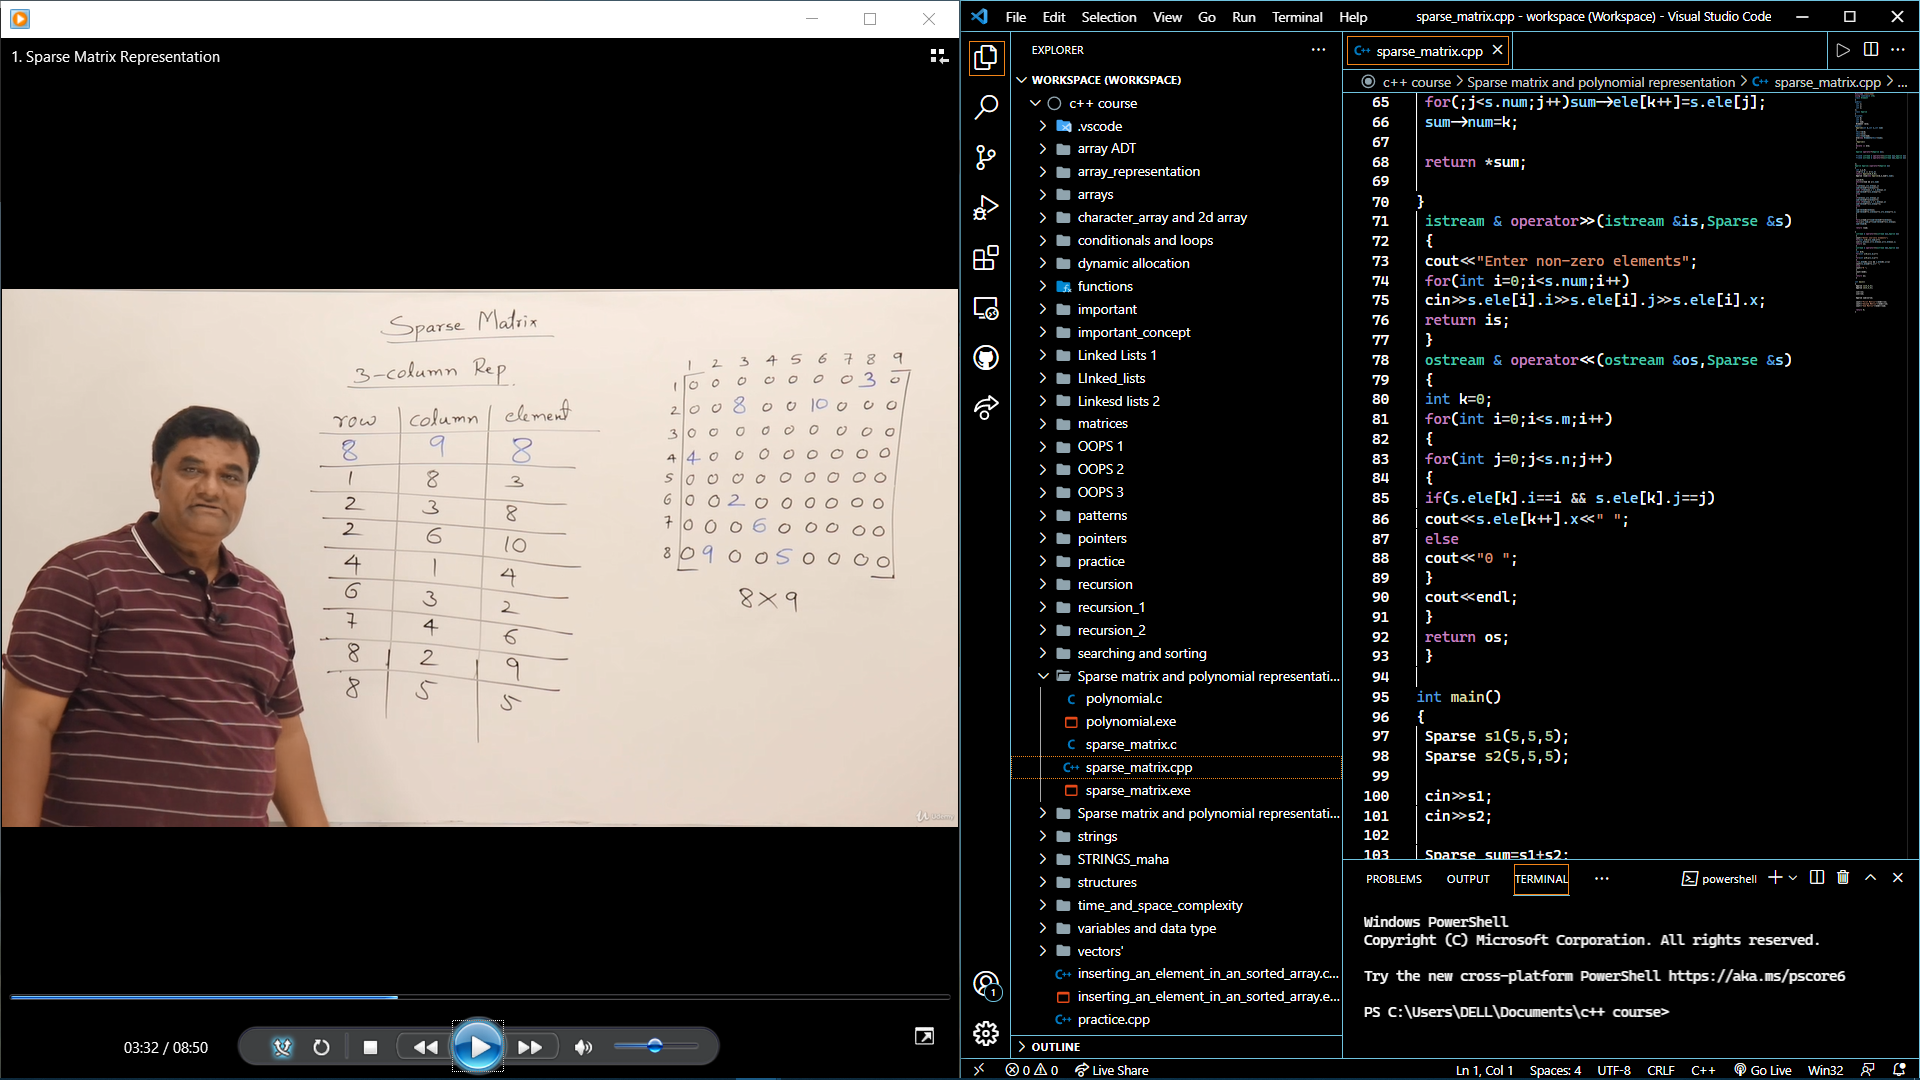 1. Sparse Matrix Representation
Sparse Matrix
3-column Rep.
row column element
8 9 8
1 8 3
2 3 8
2 6 10
4 1 4
6 3 2
7 4 6
8 2 9
8 5 5
1 2 3 4 5 6 7 8 9
1 0 0 0 0 0 0 0 3 0
2 0 0 8 0 0 10 0 0 0
3 0 0 0 0 0 0 0 0 0
4 4 0 0 0 0 0 0 0 0
5 0 0 0 0 0 0 0 0 0
6 0 0 2 0 0 0 0 0 0
7 0 0 0 6 0 0 0 0 0
8 0 9 0 0 5 0 0 0 0
8×9
Udemy
03:32 / 08:50
File Edit Selection View Go Run Terminal Help
sparse_matrix.cpp - workspace (Workspace) - Visual Studio Code
EXPLORER
WORKSPACE (WORKSPACE)
c++ course
.vscode
array ADT
array_representation
arrays
character_array and 2d array
conditionals and loops
dynamic allocation
functions
important
important_concept
Linked Lists 1
LInked_lists
Linkesd lists 2
matrices
OOPS 1
OOPS 2
OOPS 3
patterns
pointers
practice
recursion
recursion_1
recursion_2
searching and sorting
Sparse matrix and polynomial representati...
polynomial.c
polynomial.exe
sparse_matrix.c
sparse_matrix.cpp
sparse_matrix.exe
Sparse matrix and polynomial representati...
strings
STRINGS_maha
structures
time_and_space_complexity
variables and data type
vectors'
inserting_an_element_in_an_sorted_array.c...
inserting_an_element_in_an_sorted_array.e...
practice.cpp
OUTLINE
1
sparse_matrix.cpp
c++ course > Sparse matrix and polynomial representation > sparse_matrix.cpp > ...
65 for(;j<s.num;j++)sum->ele[k++]=s.ele[j];
66 sum->num=k;
67
68 return *sum;
69
70 }
71 istream & operator>>(istream &is,Sparse &s)
72 {
73 cout<<"Enter non-zero elements";
74 for(int i=0;i<s.num;i++)
75 cin>>s.ele[i].i>>s.ele[i].j>>s.ele[i].x;
76 return is;
77 }
78 ostream & operator<<(ostream &os,Sparse &s)
79 {
80 int k=0;
81 for(int i=0;i<s.m;i++)
82 {
83 for(int j=0;j<s.n;j++)
84 {
85 if(s.ele[k].i==i && s.ele[k].j==j)
86 cout<<s.ele[k++].x<<" ";
87 else
88 cout<<"0 ";
89 }
90 cout<<endl;
91 }
92 return os;
93 }
94
95 int main()
96 {
97 Sparse s1(5,5,5);
98 Sparse s2(5,5,5);
99
100 cin>>s1;
101 cin>>s2;
102
103 Sparse sum=s1+s2;
PROBLEMS OUTPUT TERMINAL ... powershell
Windows PowerShell
Copyright (C) Microsoft Corporation. All rights reserved.
Try the new cross-platform PowerShell https://aka.ms/pscore6
PS C:\Users\DELL\Documents\c++ course>
0 0 Live Share
Ln 1, Col 1 Spaces: 4 UTF-8 CRLF C++ Go Live Win32